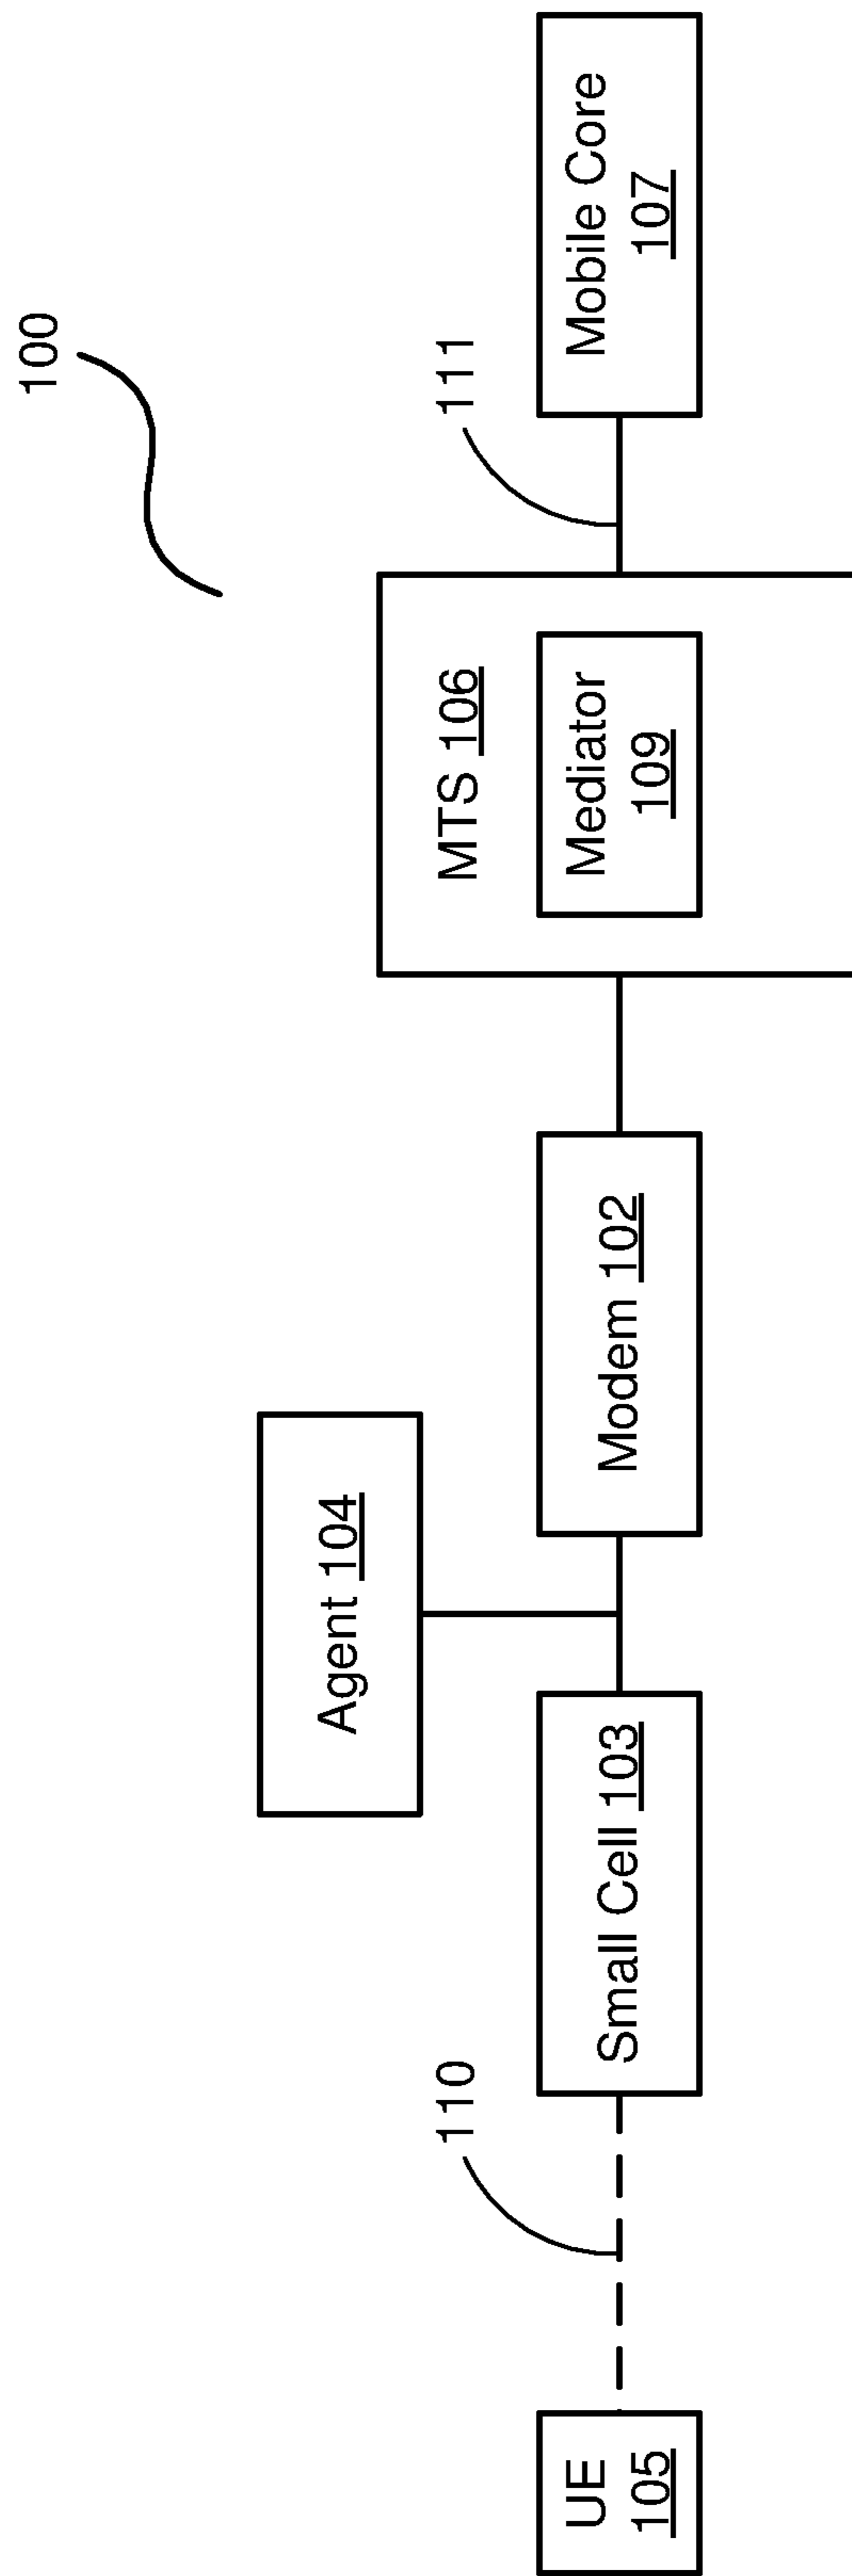 100
111
110
Agent 104
MTS 106
UE
105
Small Cell 103
Modem 102
Mediator
109
Mobile Core
107